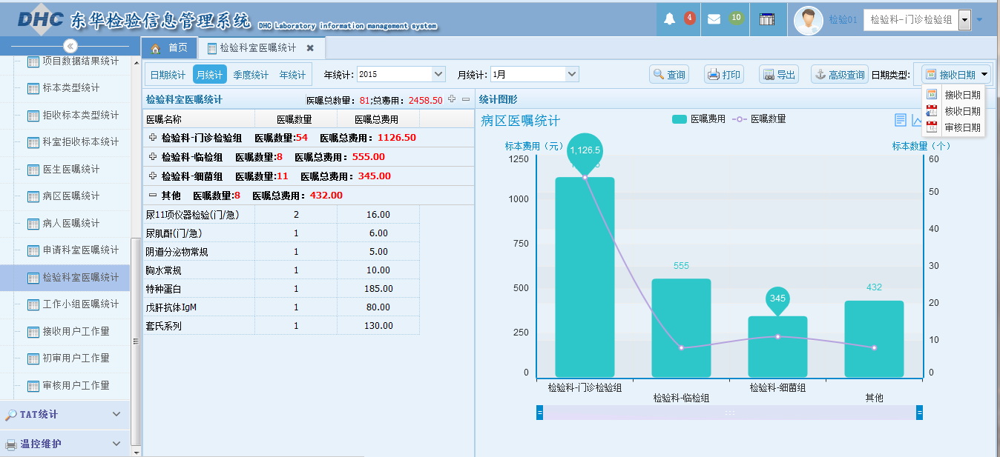 DHC 东华检验信息管理系统 DHC Laboratory information management system
4
10
检验01
检验科-门诊检验组
首页
检验科室医嘱统计
项目数据结果统计
标本类型统计
拒收标本类型统计
科室拒收标本统计
医生医嘱统计
病区医嘱统计
病人医嘱统计
申请科室医嘱统计
检验科室医嘱统计
工作小组医嘱统计
接收用户工作量
初审用户工作量
审核用户工作量
TAT统计
温控维护
日期统计 月统计 季度统计 年统计 年统计: 2015 月统计: 1月 查询 打印 导出 高级查询 日期类型: 接收日期
接收日期
核收日期
审核日期
检验科室医嘱统计 医嘱总数量: 81;总费用: 2458.50
医嘱名称 医嘱数量 医嘱总费用
检验科-门诊检验组 医嘱数量:54 医嘱总费用: 1126.50
检验科-临检组 医嘱数量:8 医嘱总费用: 555.00
检验科-细菌组 医嘱数量:11 医嘱总费用: 345.00
其他 医嘱数量:8 医嘱总费用: 432.00
尿11项仪器检验(门/急) 2 16.00
尿肌酐(门/急) 1 6.00
阴道分泌物常规 1 5.00
胸水常规 1 10.00
特种蛋白 1 185.00
戊肝抗体IgM 1 80.00
套氏系列 1 130.00
统计图形
病区医嘱统计
医嘱费用 医嘱数量
标本费用（元） 标本数量（个）
1250
1000
750
500
250
0
1,126.5
555
345
432
60
50
40
30
20
10
0
检验科-门诊检验组
检验科-临检组
检验科-细菌组
其他